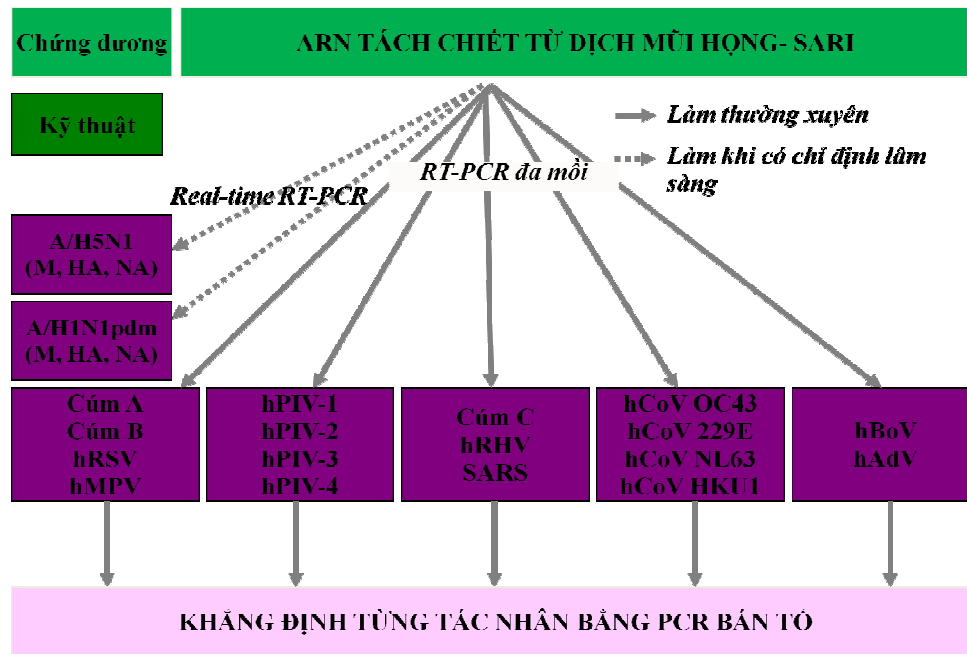 Chứng dương
ARN TÁCH CHIẾT TỪ DỊCH MŨI HỌNG- SARI
Kỹ thuật
Làm thường xuyên
Làm khi có chỉ định lâm
sàng
RT-PCR đa mồi
Real-time RT-PCR
A/H5N1
(M, HA, NA)
A/H1N1pdm
(M, HA, NA)
Cúm A
Cúm B
hRSV
hMPV
hPIV-1
hPIV-2
hPIV-3
hPIV-4
Cúm C
hRHV
SARS
hCoV OC43
hCoV 229E
hCoV NL63
hCoV HKU1
hBoV
hAdV
KHẲNG ĐỊNH TỪNG TÁC NHÂN BẰNG PCR BÁN TỔ